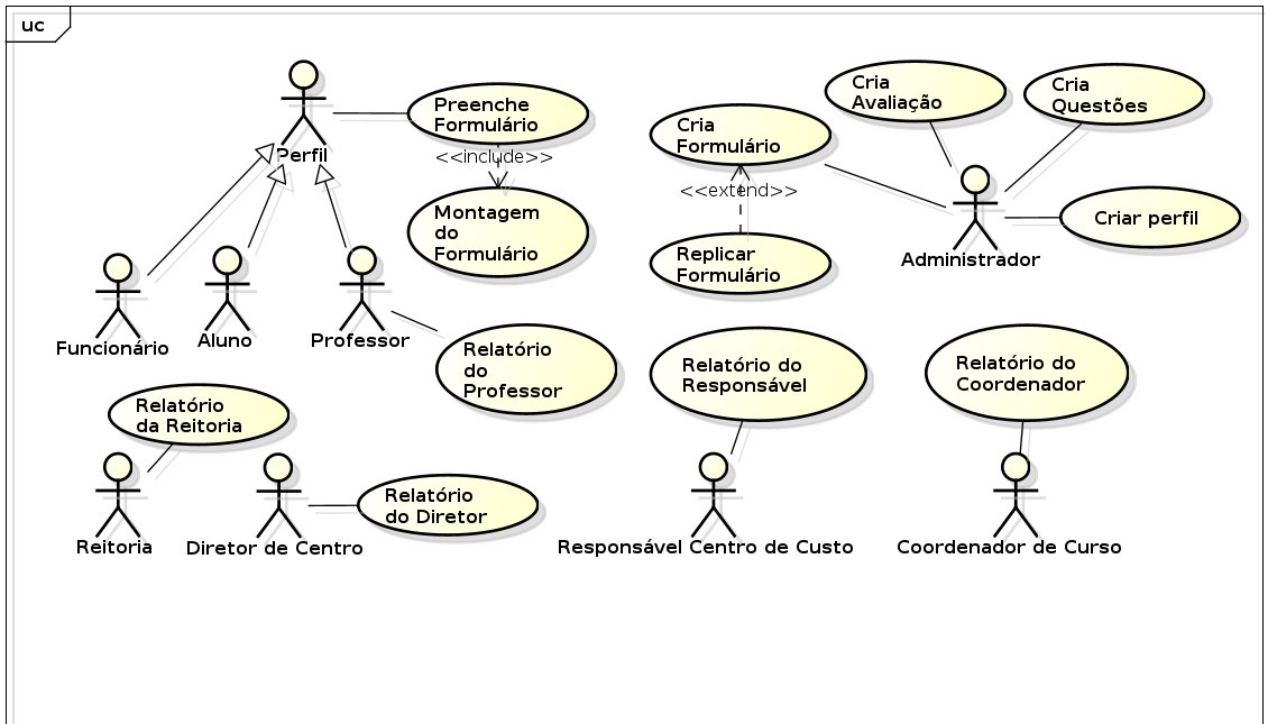 uc
Preenche
Formulário
Perfil
<<include>>
Montagem
do
Formulário
Cria
Formulário
<<extend>>
Replicar
Formulário
Cria
Avaliação
Cria
Questões
Criar perfil
Administrador
Funcionário
Aluno
Professor
Relatório
do
Professor
Relatório do
Responsável
Relatório do
Coordenador
Relatório
da Reitoria
Relatório
do Diretor
Reitoria
Diretor de Centro
Responsável Centro de Custo
Coordenador de Curso